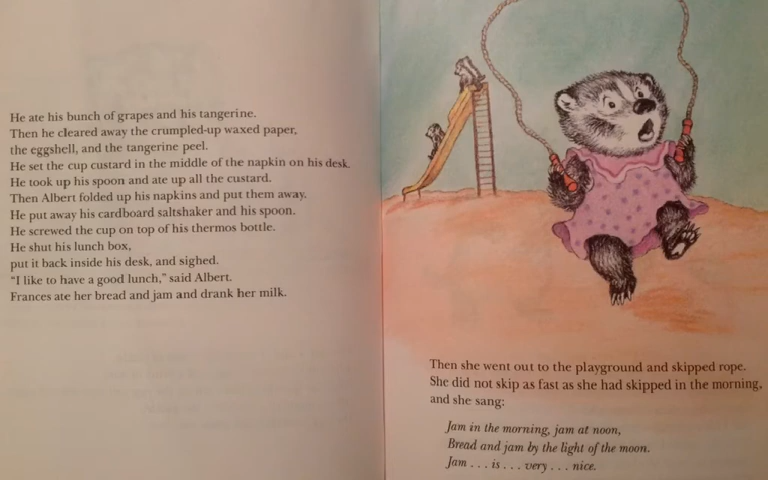 He ate his bunch of grapes and his tangerine.
Then he cleared away the crumpled-up waxed paper,
the eggshell, and the tangerine peel.
He set the cup custard in the middle of the napkin on his desk.
He took up his spoon and ate up all the custard.
Then Albert folded up his napkins and put them away.
He put away his cardboard saltshaker and his spoon.
He screwed the cup on top of his thermos bottle.
He shut his lunch box,
put it back inside his desk, and sighed.
“I like to have a good lunch,” said Albert.
Frances ate her bread and jam and drank her milk.
Then she went out to the playground and skipped rope.
She did not skip as fast as she had skipped in the morning,
and she sang:
Jam in the morning, jam at noon,
Bread and jam by the light of the moon.
Jam . . . is . . . very . . . nice.